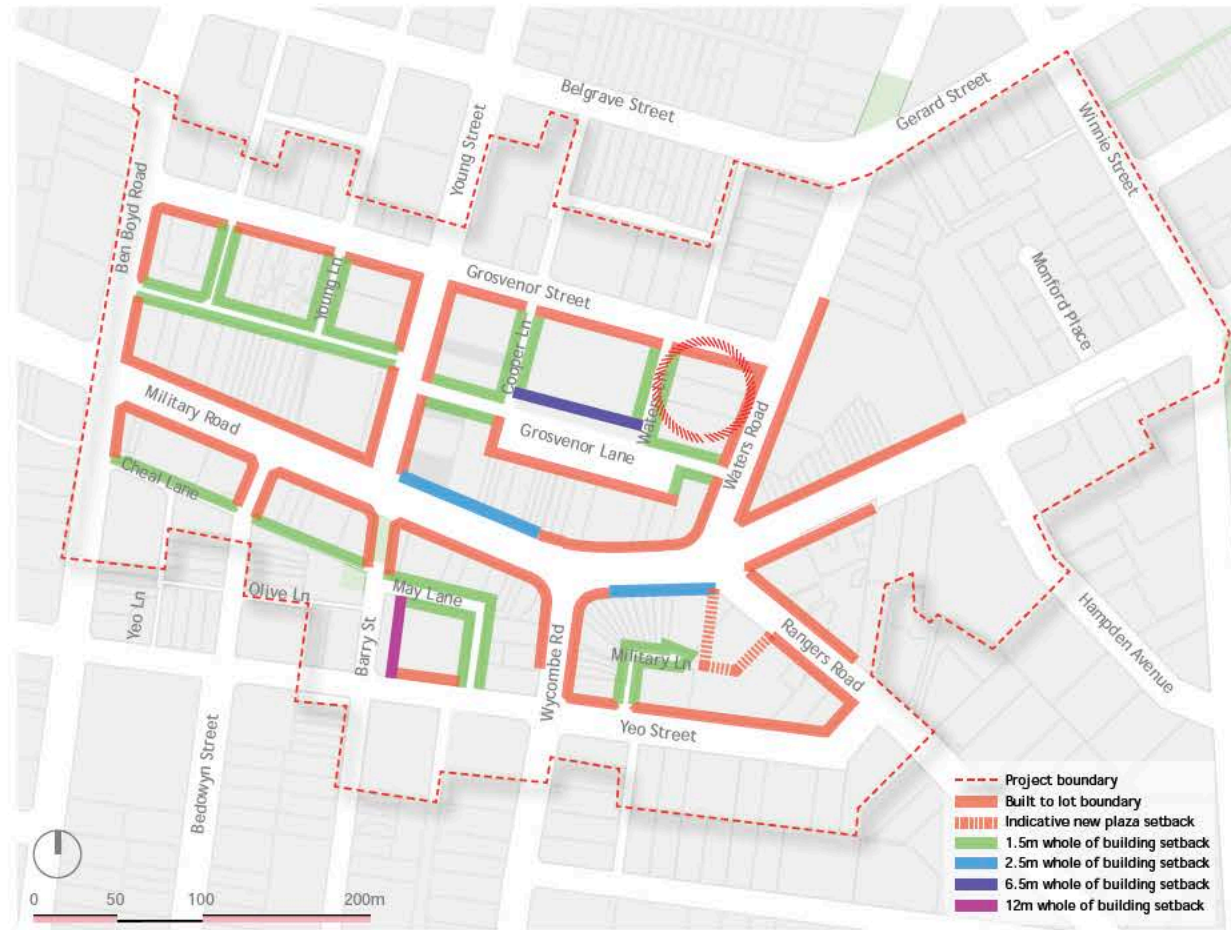 Belgrave Street
Gerard Street
Winnie Street
Young Street
Ben Boyd Road
Monford Place
Grosvenor Street
Young Ln
Cooper Ln
Military Road
Grosvenor Lane
Waters Road
Cheal Lane
Olive Ln
May Lane
Yeo Ln
Barry St
Wycombe Rd
Military Ln
Rangers Road
Hampden Avenue
Yeo Street
Bedowyn Street
Project boundary
Built to lot boundary
Indicative new plaza setback
1.5m whole of building setback
2.5m whole of building setback
6.5m whole of building setback
12m whole of building setback
0 50 100 200m